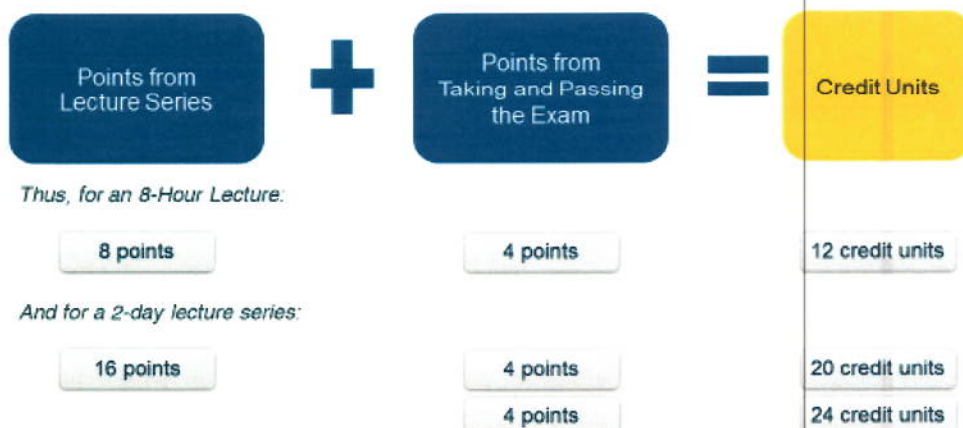 Points from
Lecture Series
+
Points from
Taking and Passing
the Exam
=
Credit Units
Thus, for an 8-Hour Lecture:
8 points
4 points
12 credit units
And for a 2-day lecture series:
16 points
4 points
20 credit units
4 points
24 credit units